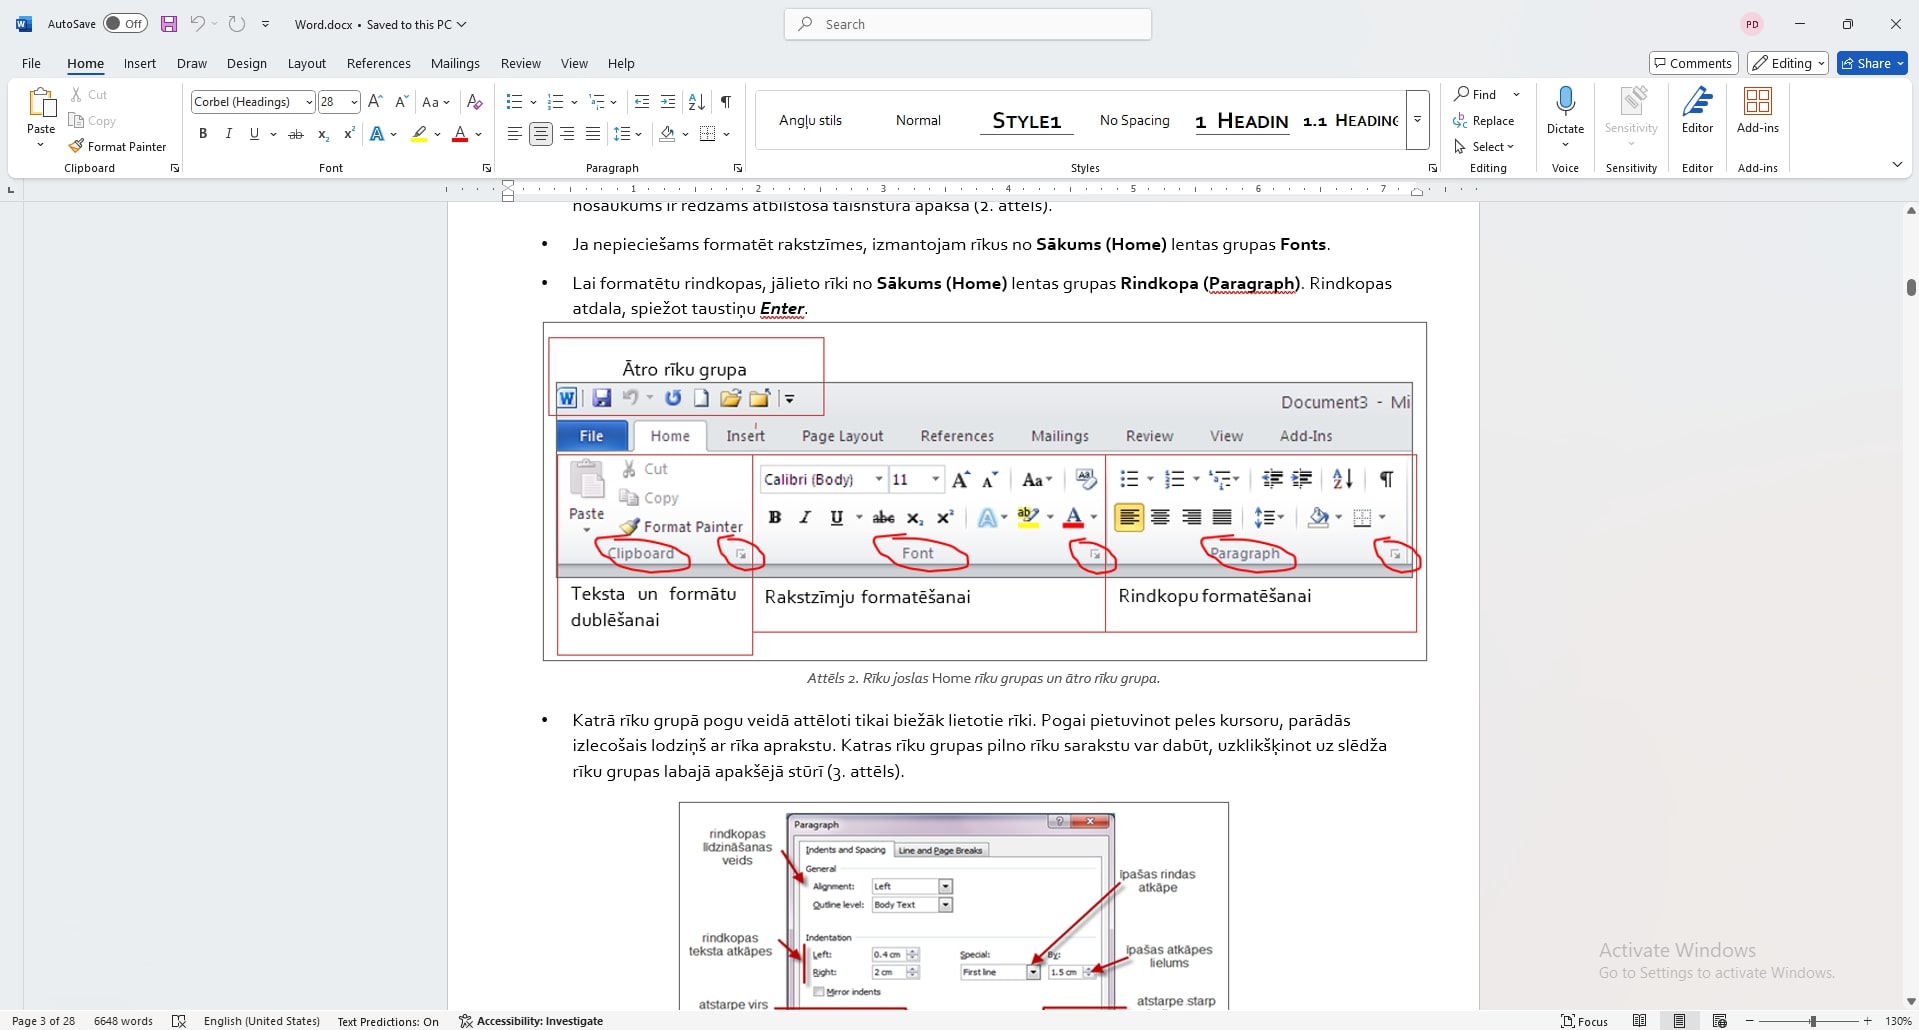 AutoSave Off Word.docx • Saved to this PC Search PD
File Home Insert Draw Design Layout References Mailings Review View Help Comments Editing Share
Paste Cut Copy Format Painter Clipboard
Corbel (Headings) 28 Font
Paragraph
Angļu stils Normal STYLE1 No Spacing 1 HEADIN 1.1 HEADING Styles
Find Replace Select Editing
Dictate Voice
Sensitivity Sensitivity
Editor Editor
Add-ins Add-ins
1 2 3 4 5 6 7
nosaukums ir redzams atbilstošā taisnstūra apakšā (2. attēls).
• Ja nepieciešams formatēt rakstzīmes, izmantojam rīkus no Sākums (Home) lentas grupas Fonts.
• Lai formatētu rindkopas, jālieto rīki no Sākums (Home) lentas grupas Rindkopa (Paragraph). Rindkopas
atdala, spiežot taustiņu Enter.
Ātro rīku grupa
Document3 - Mi
File Home Insert Page Layout References Mailings Review View Add-Ins
Paste Cut Copy Format Painter Clipboard
Calibri (Body) 11 Font
Paragraph
Teksta un formātu
dublēšanai
Rakstzīmju formatēšanai
Rindkopu formatēšanai
Attēls 2. Rīku joslas Home rīku grupas un ātro rīku grupa.
• Katrā rīku grupā pogu veidā attēloti tikai biežāk lietotie rīki. Pogai pietuvinot peles kursoru, parādās
izlecošais lodziņš ar rīka aprakstu. Katras rīku grupas pilno rīku sarakstu var dabūt, uzklikšķinot uz slēdža
rīku grupas labajā apakšējā stūrī (3. attēls).
rindkopas
līdzināšanas
veids
Paragraph
Indents and Spacing Line and Page Breaks
General
Alignment: Left
Outline level: Body Text
īpašas rindas
atkāpe
rindkopas
teksta atkāpes
Indentation
Left: 0.4 cm Special: By:
Right: 2 cm First line 1.5 cm
Mirror indents
īpašas atkāpes
lielums
atstarpe virs
atstarpe starp
Activate Windows
Go to Settings to activate Windows.
Page 3 of 28 6648 words English (United States) Text Predictions: On Accessibility: Investigate Focus 130%